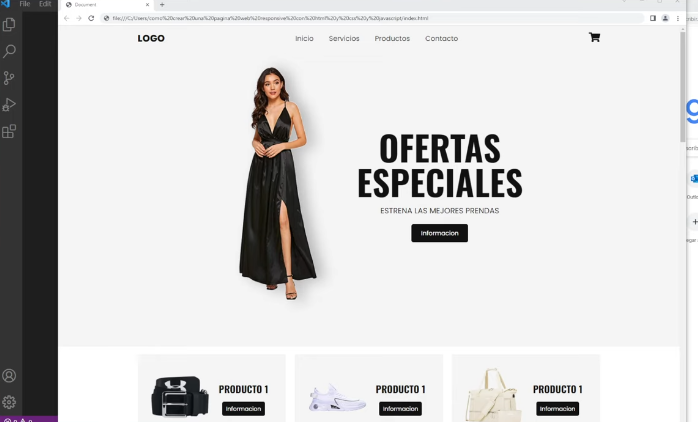 File Edit
Document
file:///C:/Users/como%20crear%20una%20pagina%20web%20responsive%20con%20html%20y%20css%20y%20javascript/index.html
LOGO
Inicio Servicios Productos Contacto
OFERTAS
ESPECIALES
ESTRENA LAS MEJORES PRENDAS
Informacion
PRODUCTO 1
Informacion
PRODUCTO 1
Informacion
PRODUCTO 1
Informacion